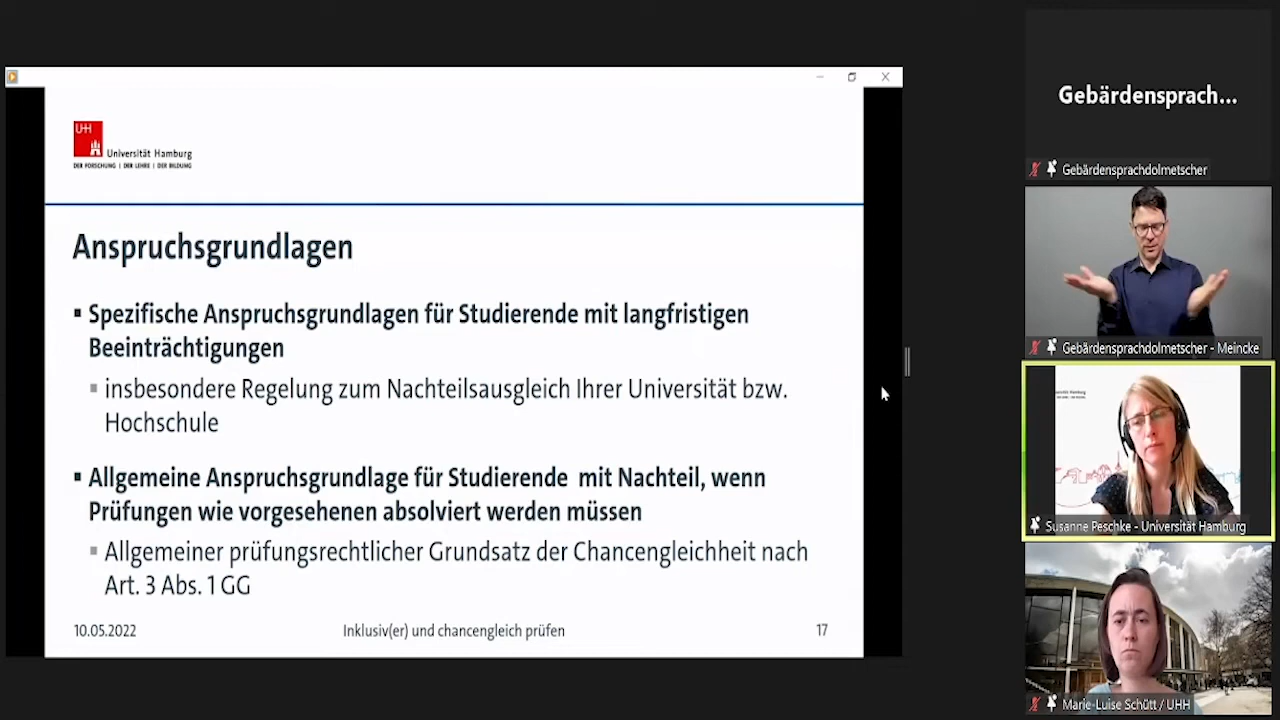 UHH
Universität Hamburg
DER FORSCHUNG | DER LEHRE | DER BILDUNG
Anspruchsgrundlagen
▪ Spezifische Anspruchsgrundlagen für Studierende mit langfristigen
Beeinträchtigungen
▪ insbesondere Regelung zum Nachteilsausgleich Ihrer Universität bzw.
Hochschule
▪ Allgemeine Anspruchsgrundlage für Studierende mit Nachteil, wenn
Prüfungen wie vorgesehenen absolviert werden müssen
▪ Allgemeiner prüfungsrechtlicher Grundsatz der Chancengleichheit nach
Art. 3 Abs. 1 GG
10.05.2022
Inklusiv(er) und chancengleich prüfen
17
Gebärdensprach...
Gebärdensprachdolmetscher
Gebärdensprachdolmetscher - Meincke
Susanne Peschke - Universität Hamburg
Marie-Luise Schütt / UHH